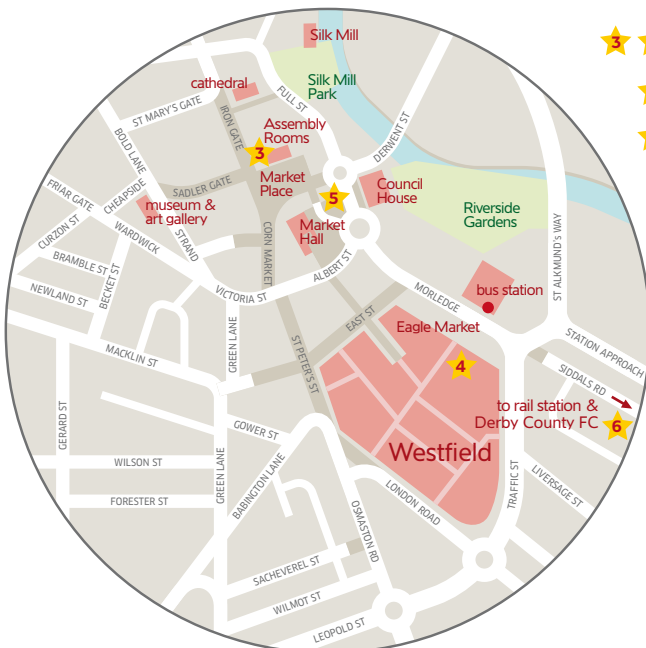 Silk Mill
3
cathedral
Silk Mill
Park
FULL ST
DERWENT ST
ST MARY'S GATE
IRON GATE
BOLD LANE
Assembly
Rooms
3
SADLER GATE
Market
Place
FRIAR GATE
CHEAPSIDE
museum &
art gallery
5
Council
House
Riverside
Gardens
ST ALKMUND's WAY
CURZON ST
WARDWICK
STRAND
CORN MARKET
Market
Hall
BRAMBLE ST
BECKET ST
NEWLAND ST
VICTORIA ST
ALBERT ST
MORLEDGE
bus station
GREEN LANE
ST PETER'S ST
EAST ST
Eagle Market
STATION APPROACH
MACKLIN ST
4
SIDDALS RD
to rail station &
Derby County FC
6
GERARD ST
GOWER ST
Westfield
WILSON ST
GREEN LANE
BABINGTON LANE
TRAFFIC ST
LIVERSAGE ST
FORESTER ST
OSMASTON RD
LONDON ROAD
SACHEVEREL ST
WILMOT ST
LEOPOLD ST